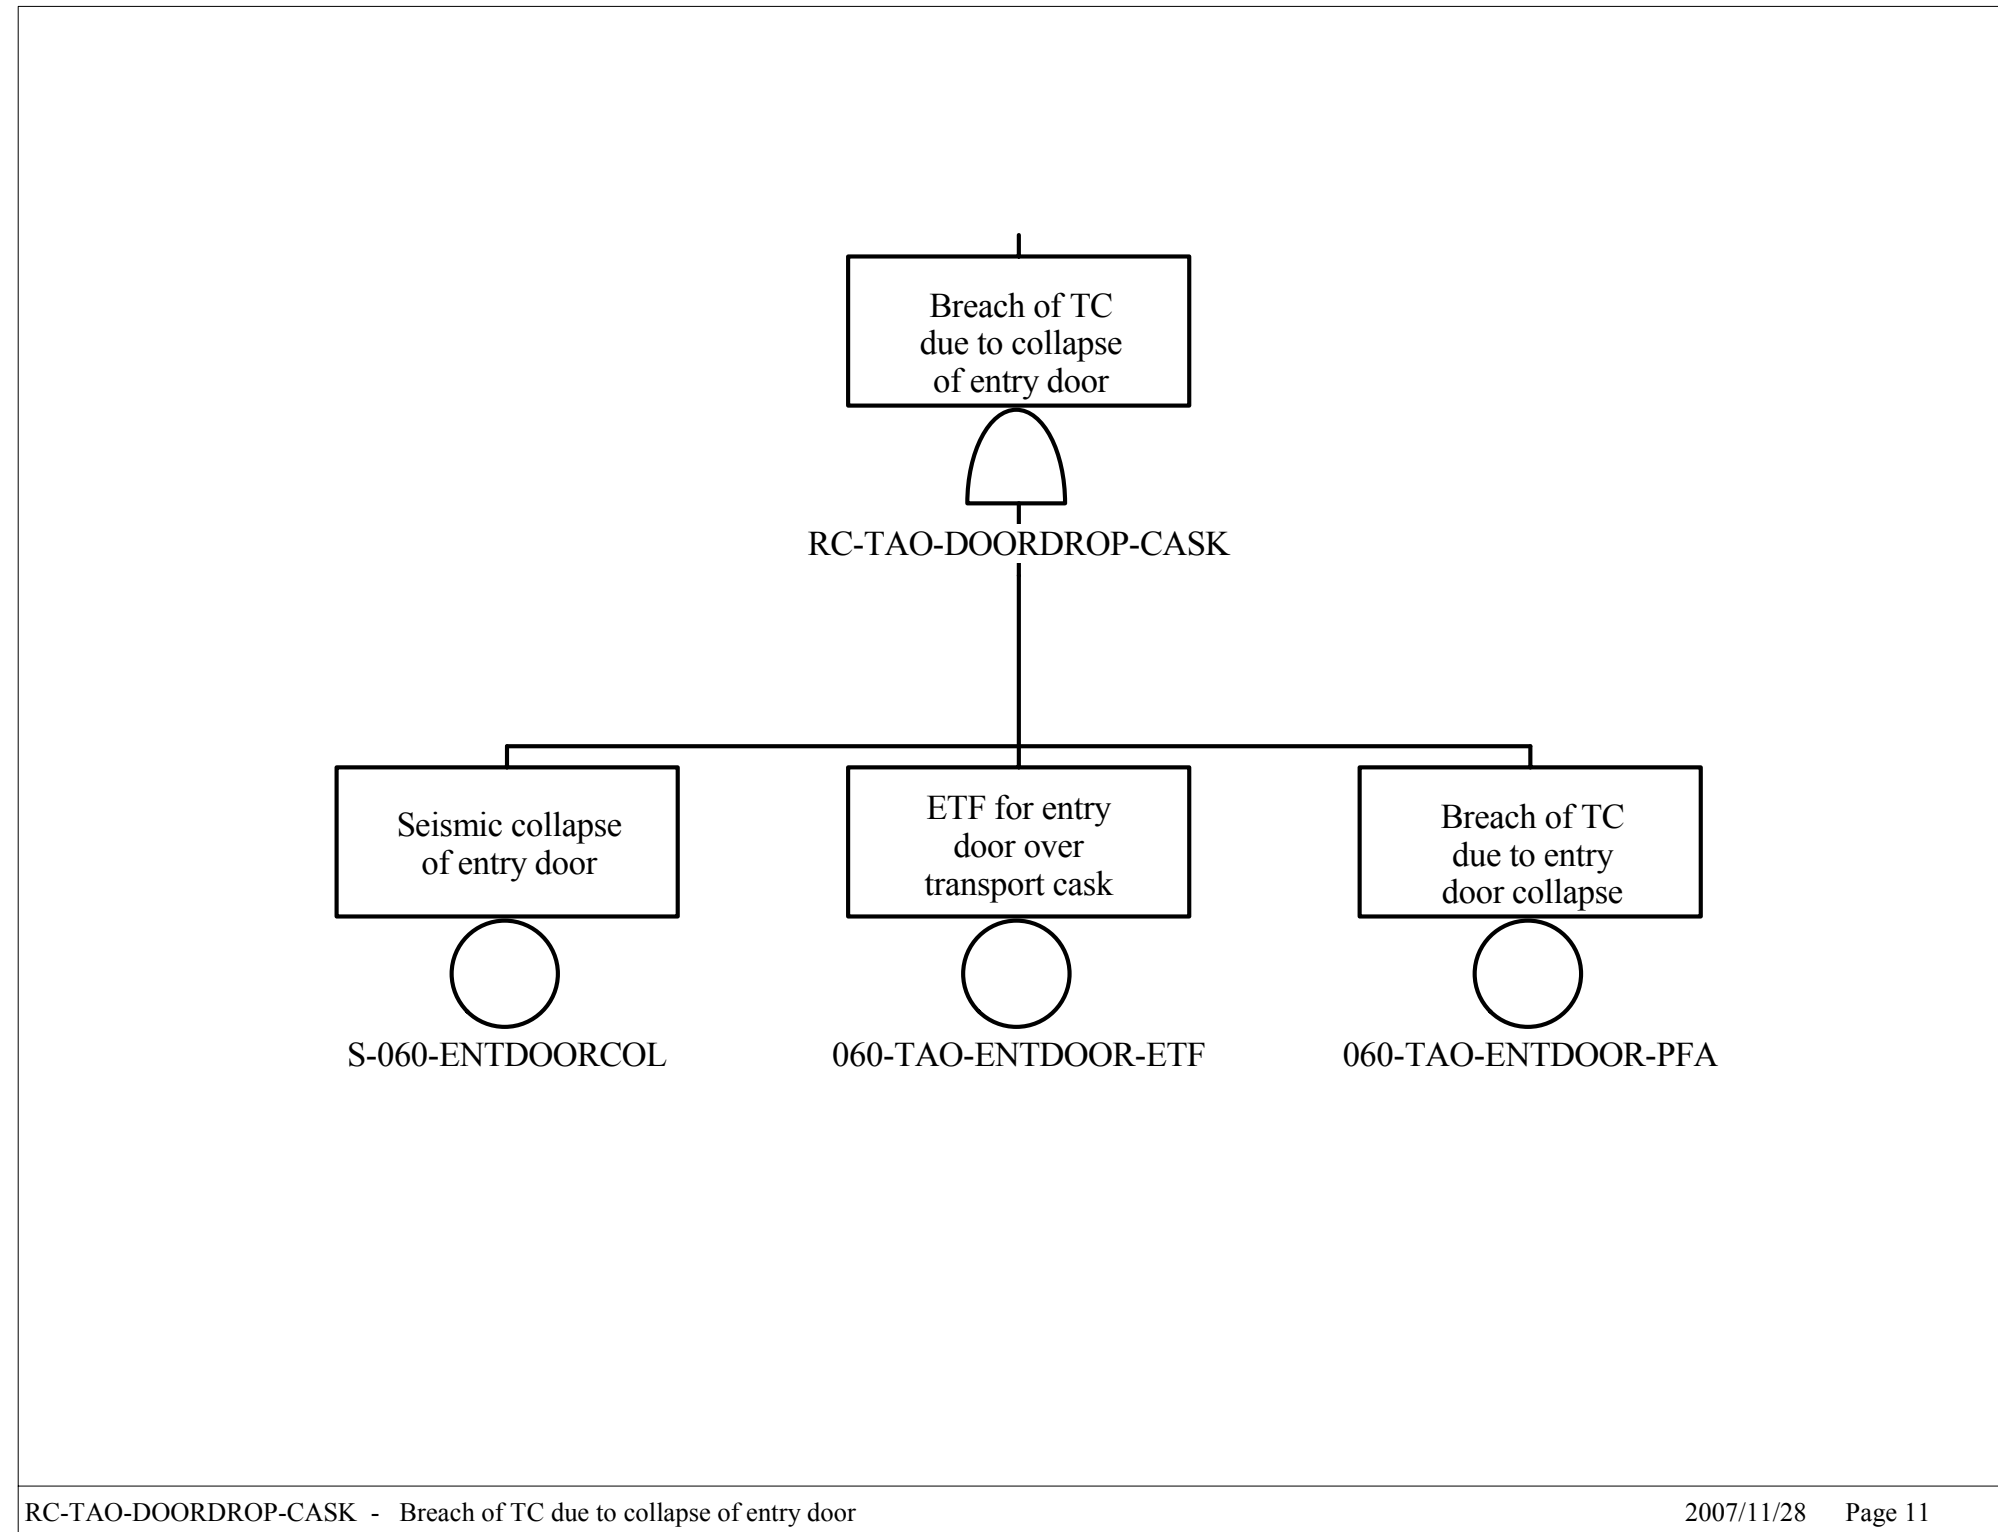 Breach of TC
due to collapse
of entry door
RC-TAO-DOORDROP-CASK
Seismic collapse
of entry door
S-060-ENTDOORCOL
ETF for entry
door over
transport cask
060-TAO-ENTDOOR-ETF
Breach of TC
due to entry
door collapse
060-TAO-ENTDOOR-PFA
RC-TAO-DOORDROP-CASK - Breach of TC due to collapse of entry door
2007/11/28 Page 11